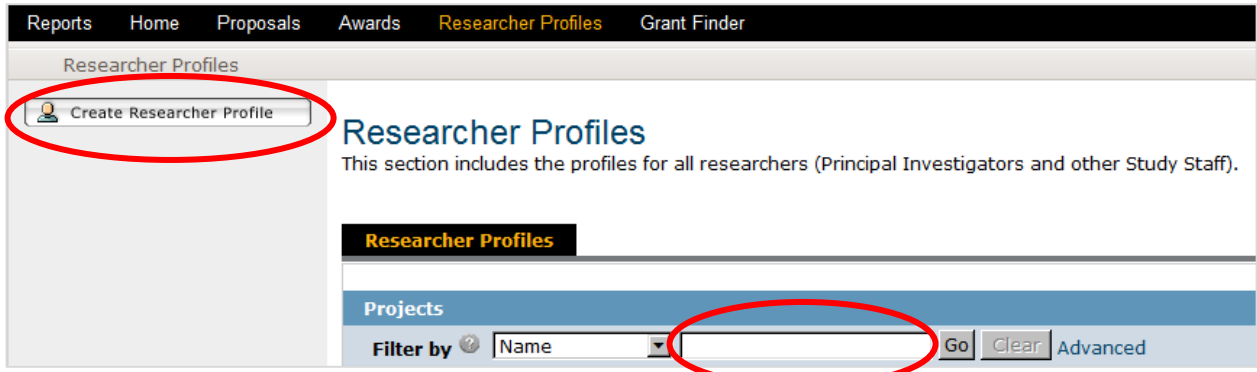 Reports Home Proposals Awards Researcher Profiles Grant Finder
Researcher Profiles
Create Researcher Profile
Researcher Profiles
This section includes the profiles for all researchers (Principal Investigators and other Study Staff).
Researcher Profiles
Projects
Filter by ? Name Go Clear Advanced